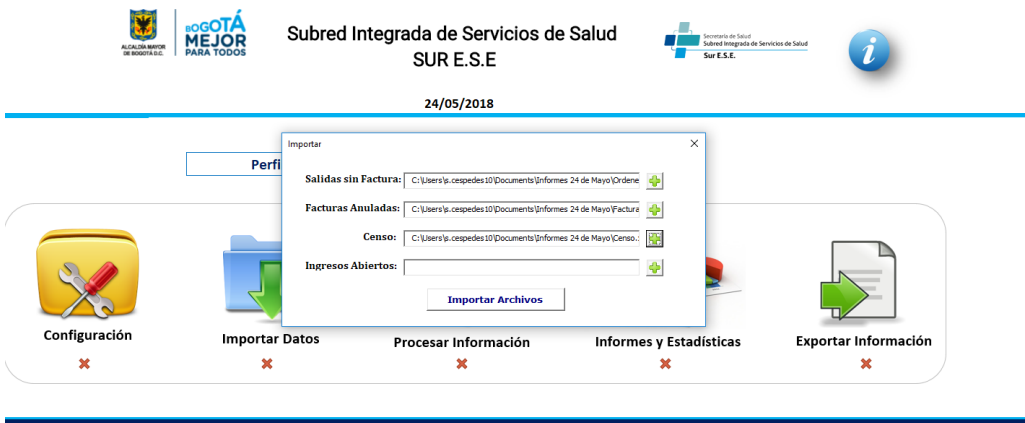 ALCALDÍA MAYOR
DE BOGOTÁ D.C.
BOGOTÁ
MEJOR
PARA TODOS
Subred Integrada de Servicios de Salud
SUR E.S.E
Secretaría de Salud
Subred Integrada de Servicios de Salud
Sur E.S.E.
i
24/05/2018
Importar
Perfi
Salidas sin Factura: C:\Users\s.cespedes10\Documents\Informes 24 de Mayo\Ordene
Facturas Anuladas: C:\Users\s.cespedes10\Documents\Informes 24 de Mayo\Factura
Censo: C:\Users\s.cespedes10\Documents\Informes 24 de Mayo\Censo.
Ingresos Abiertos:
Importar Archivos
Configuración
Importar Datos
Procesar Información
Informes y Estadísticas
Exportar Información